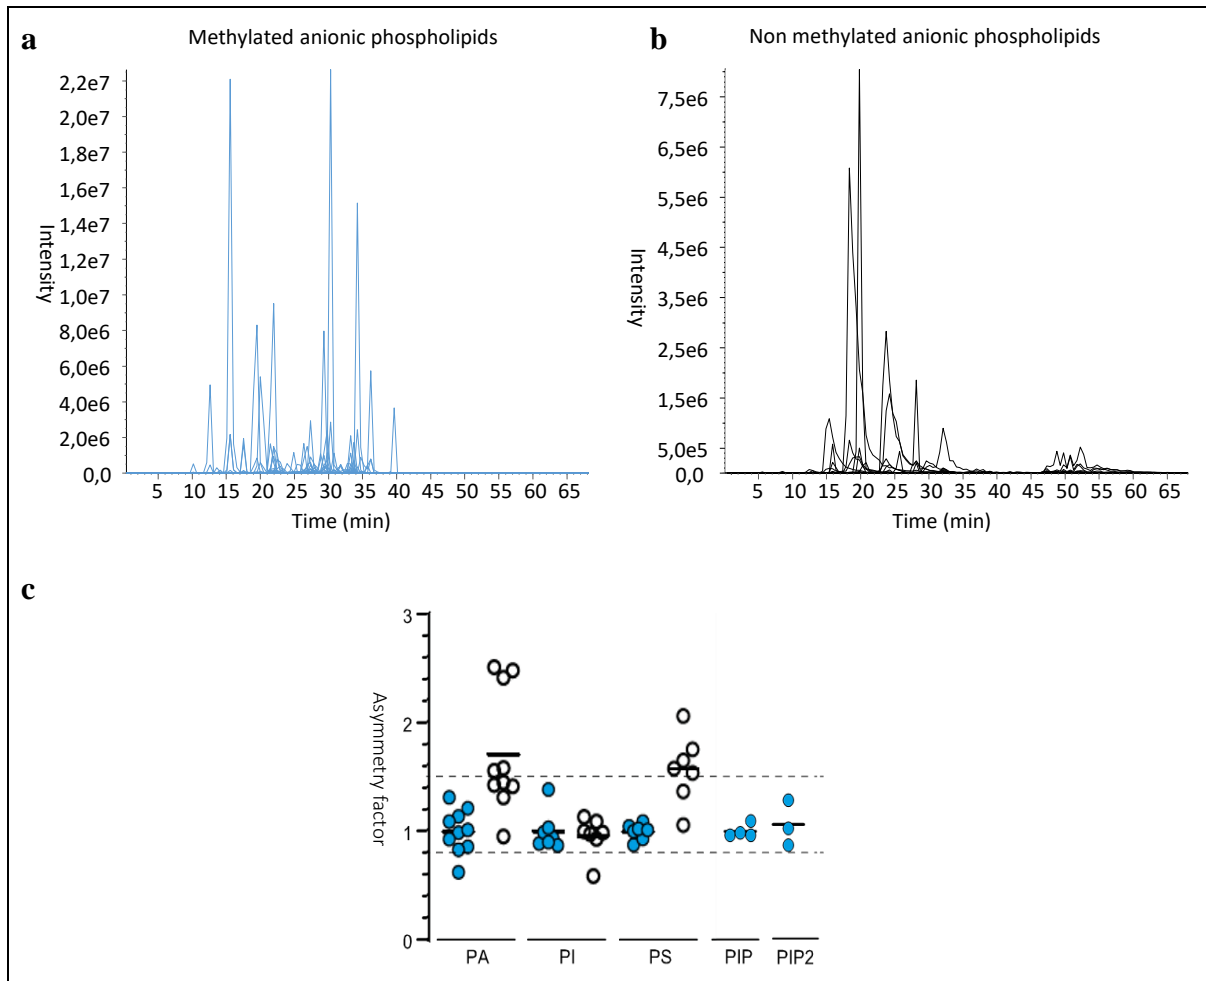 a
Methylated anionic phospholipids
b
Non methylated anionic phospholipids
2,2e7
2,0e7
1,8e7
1,6e7
1,4e7
1,2e7
1,0e7
8,0e6
6,0e6
4,0e6
2,0e6
0,0
Intensity
5 10 15 20 25 30 35 40 45 50 55 60 65
Time (min)
7,5e6
6,5e6
5,5e6
4,5e6
3,5e6
2,5e6
1,5e6
5,0e5
0,0
Intensity
5 10 15 20 25 30 35 40 45 50 55 60 65
Time (min)
c
3
2
1
0
Asymmetry factor
PA PI PS PIP PIP2